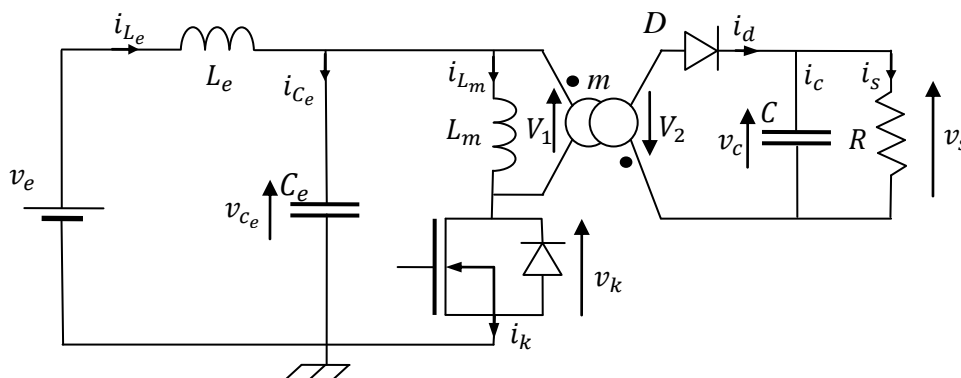 i_{L_e}
L_e
i_{C_e}
i_{L_m}
L_m
V_1
m
V_2
D
i_d
i_c
i_s
v_c
C
R
v_s
v_e
v_{C_e}
C_e
v_k
i_k